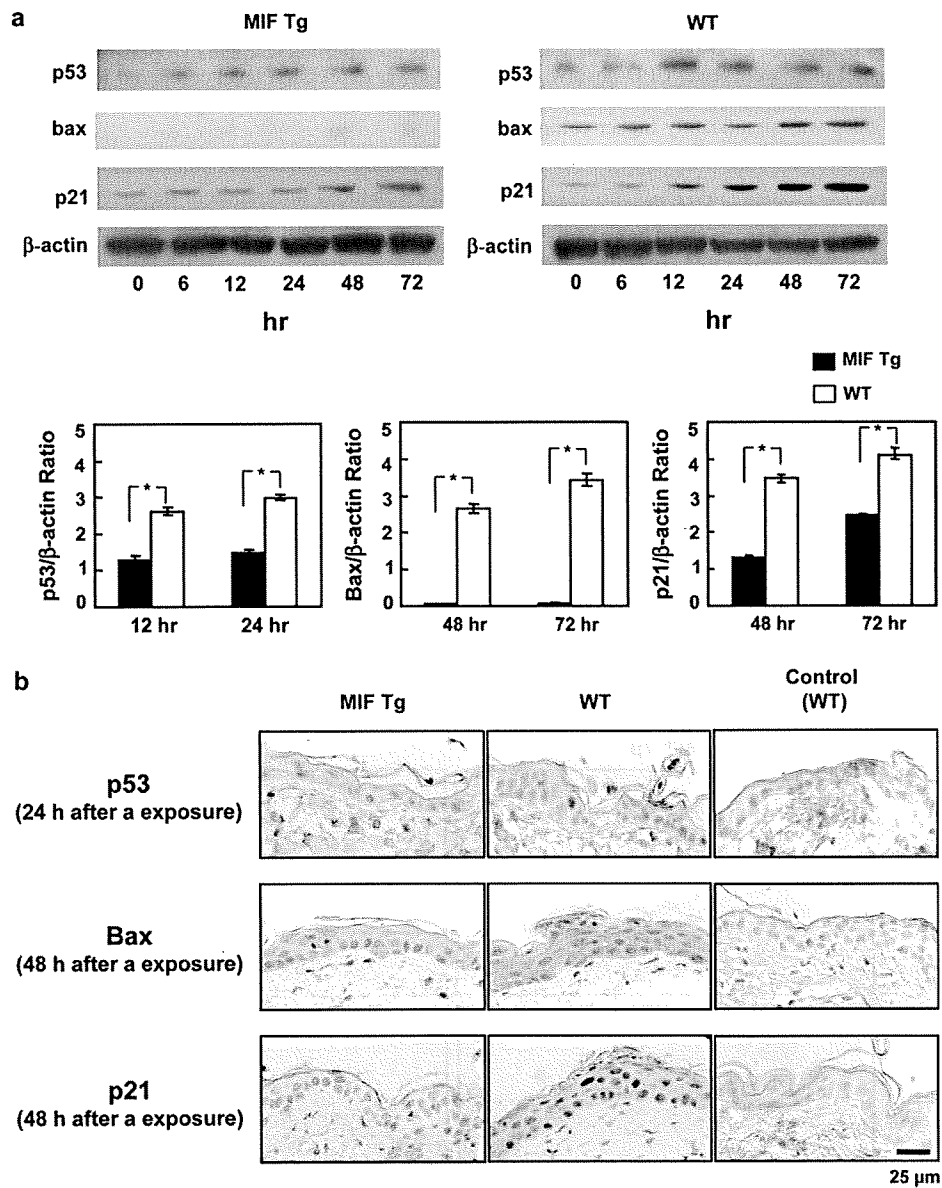 a
MIF Tg
WT
p53
bax
p21
β-actin
0 6 12 24 48 72
hr
p53
bax
p21
β-actin
0 6 12 24 48 72
hr
MIF Tg
WT
p53/β-actin Ratio
5
4
3
2
1
0
*
*
12 hr 24 hr
Bax/β-actin Ratio
5
4
3
2
1
0
*
*
48 hr 72 hr
p21/β-actin Ratio
5
4
3
2
1
0
*
*
48 hr 72 hr
b
MIF Tg
WT
Control
(WT)
p53
(24 h after a exposure)
Bax
(48 h after a exposure)
p21
(48 h after a exposure)
25 µm